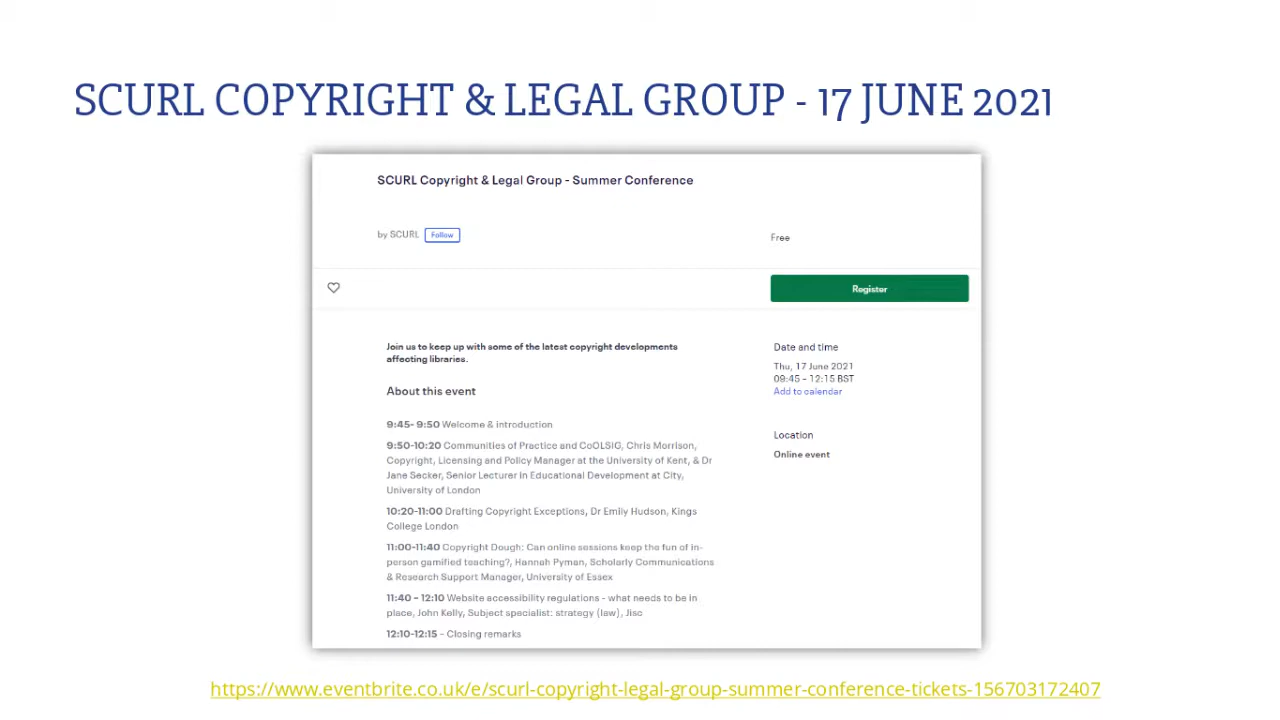 SCURL COPYRIGHT & LEGAL GROUP - 17 JUNE 2021
SCURL Copyright & Legal Group - Summer Conference
by SCURL Follow
Free
Register
Join us to keep up with some of the latest copyright developments
affecting libraries.
About this event
9:45- 9:50 Welcome & introduction
9:50-10:20 Communities of Practice and CoOLSIG, Chris Morrison,
Copyright, Licensing and Policy Manager at the University of Kent, & Dr
Jane Secker, Senior Lecturer in Educational Development at City,
University of London
10:20-11:00 Drafting Copyright Exceptions, Dr Emily Hudson, Kings
College London
11:00-11:40 Copyright Dough: Can online sessions keep the fun of in-
person gamified teaching?, Hannah Pyman, Scholarly Communications
& Research Support Manager, University of Essex
11:40 - 12:10 Website accessibility regulations - what needs to be in
place, John Kelly, Subject specialist: strategy (law), Jisc
12:10-12:15 - Closing remarks
Date and time
Thu, 17 June 2021
09:45 – 12:15 BST
Add to calendar
Location
Online event
https://www.eventbrite.co.uk/e/scurl-copyright-legal-group-summer-conference-tickets-156703172407